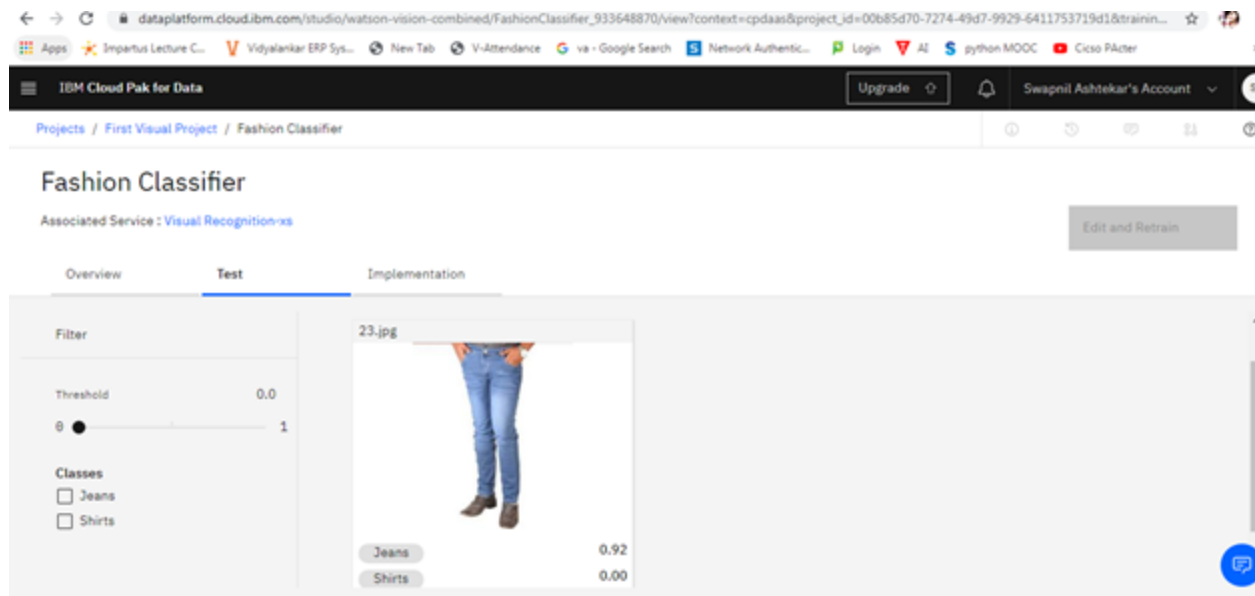 dataplatform.cloud.ibm.com/studio/watson-vision-combined/FashionClassifier_933648870/view?context=cpdaas&project_id=00b85d70-7274-49d7-9929-6411753719d1&trainin...
Apps Impartus Lecture C... Vidyalankar ERP Sys... New Tab V-Attendance va - Google Search Network Authentic... Login AI python MOOC Cicso PActer
IBM Cloud Pak for Data Upgrade Swapnil Ashtekar's Account
Projects / First Visual Project / Fashion Classifier
Fashion Classifier
Associated Service : Visual Recognition-xs
Edit and Retrain
Overview Test Implementation
Filter
23.jpg
Threshold 0.0
0 1
Classes
Jeans
Shirts
Jeans 0.92
Shirts 0.00